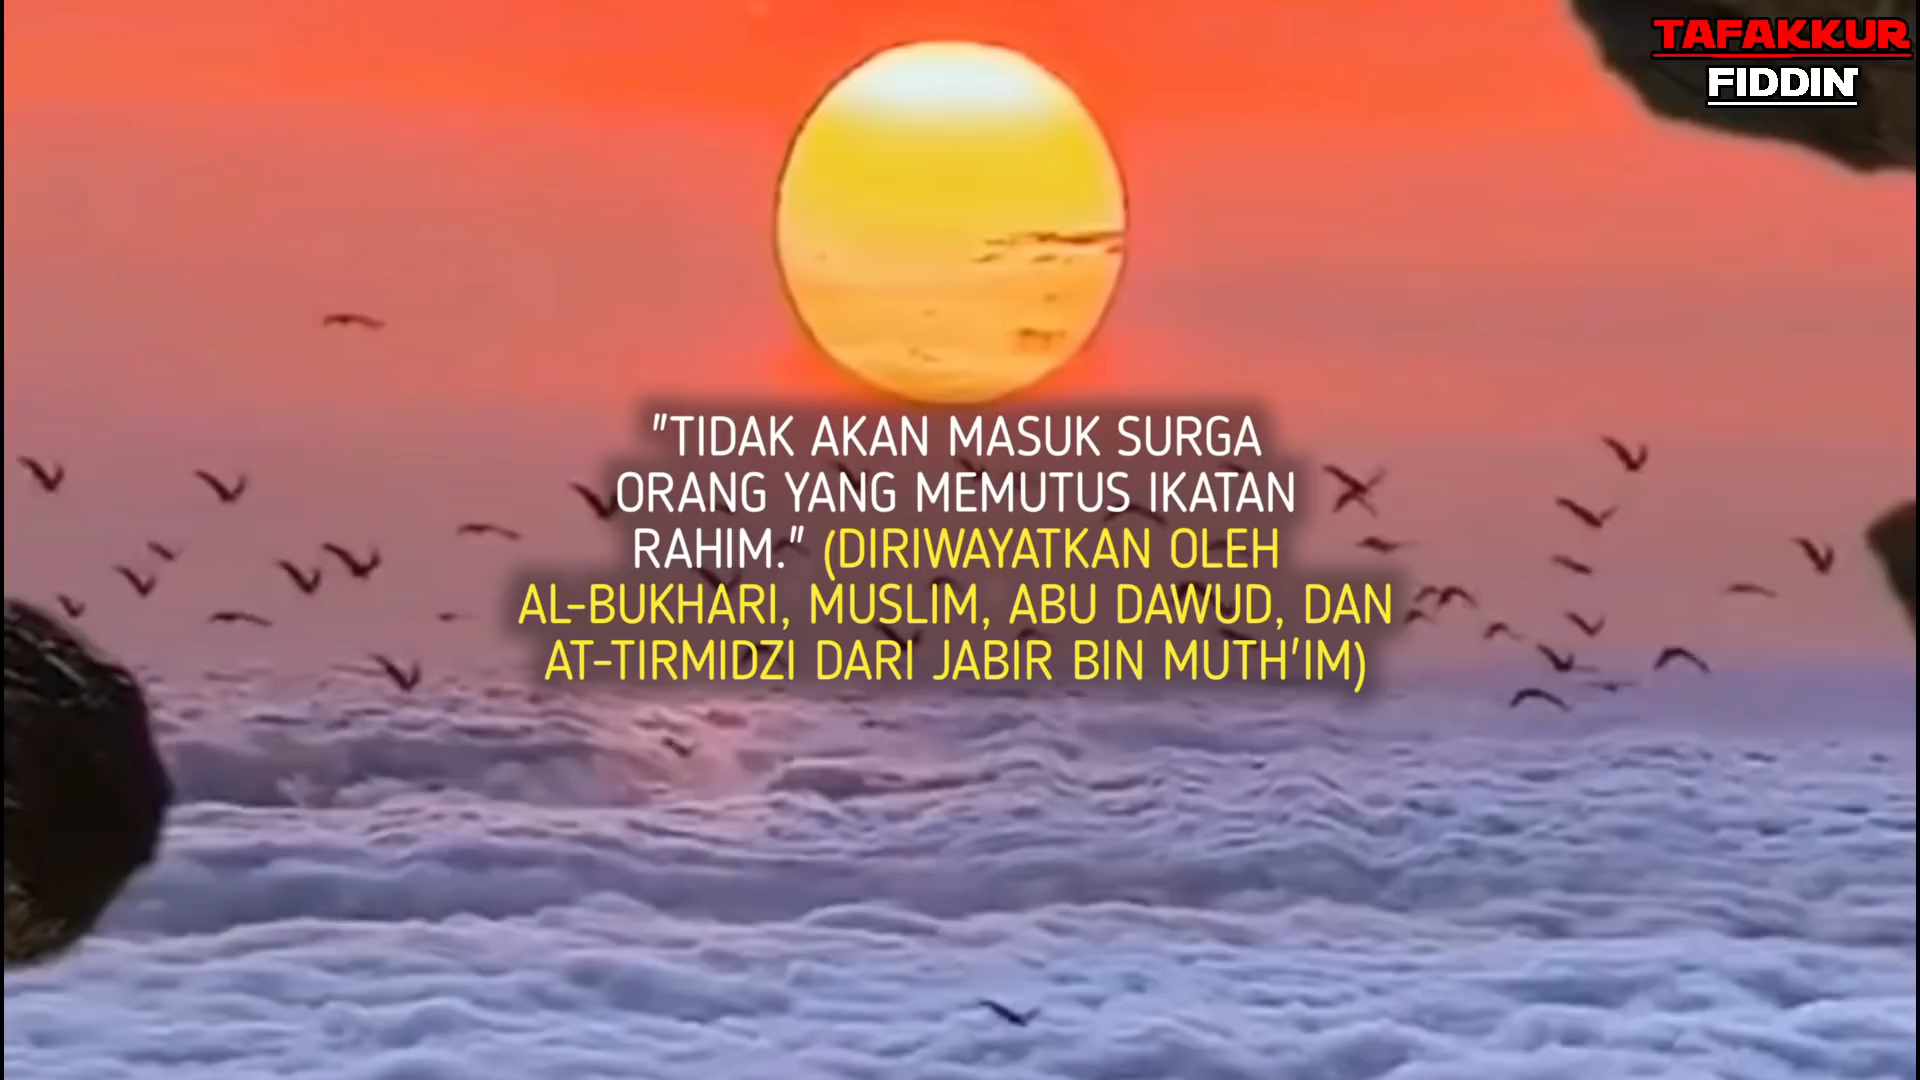 TAFAKKUR
FIDDIN
"TIDAK AKAN MASUK SURGA
ORANG YANG MEMUTUS IKATAN
RAHIM." (DIRIWAYATKAN OLEH
AL-BUKHARI, MUSLIM, ABU DAWUD, DAN
AT-TIRMIDZI DARI JABIR BIN MUTH'IM)